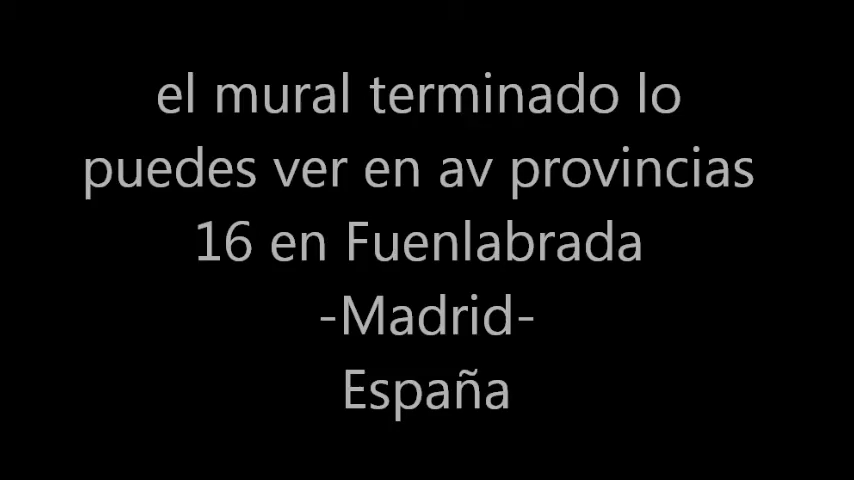 el mural terminado lo
puedes ver en av provincias
16 en Fuenlabrada
-Madrid-
España